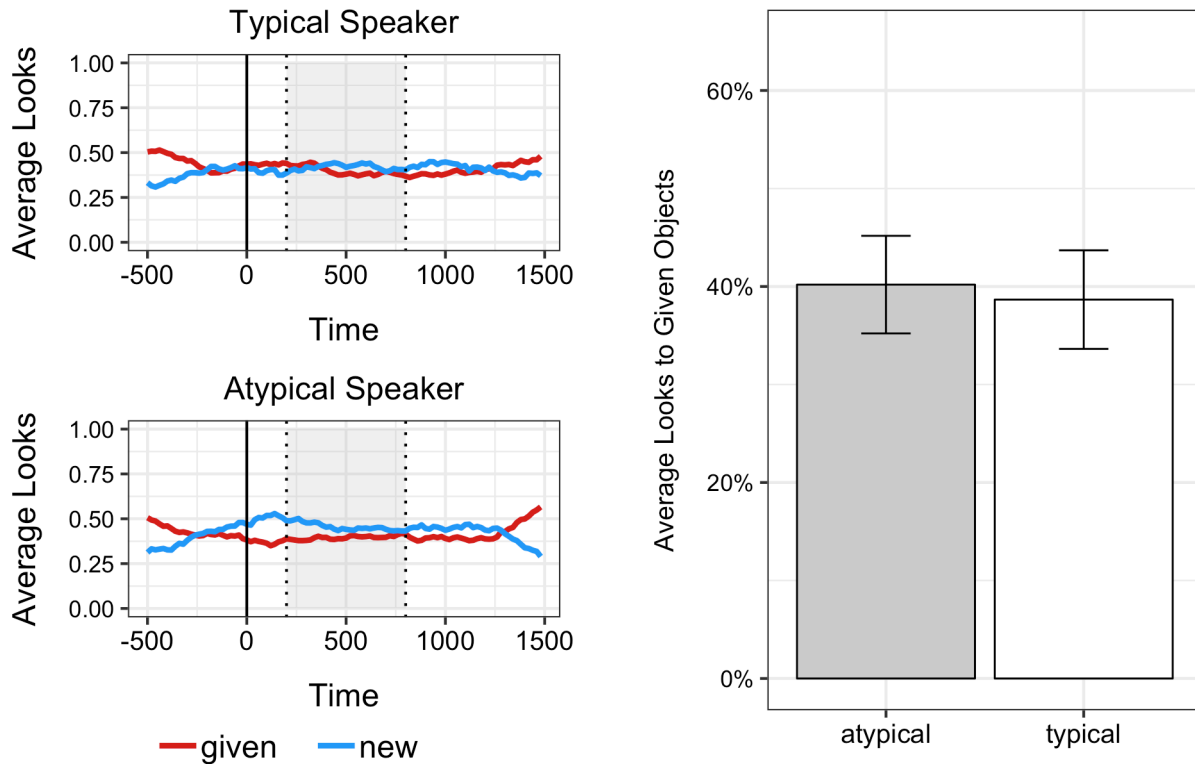 Typical Speaker
Average Looks
1.00
0.75
0.50
0.25
0.00
-500 0 500 1000 1500
Time
Atypical Speaker
Average Looks
1.00
0.75
0.50
0.25
0.00
-500 0 500 1000 1500
Time
given new
Average Looks to Given Objects
60%
40%
20%
0%
atypical typical